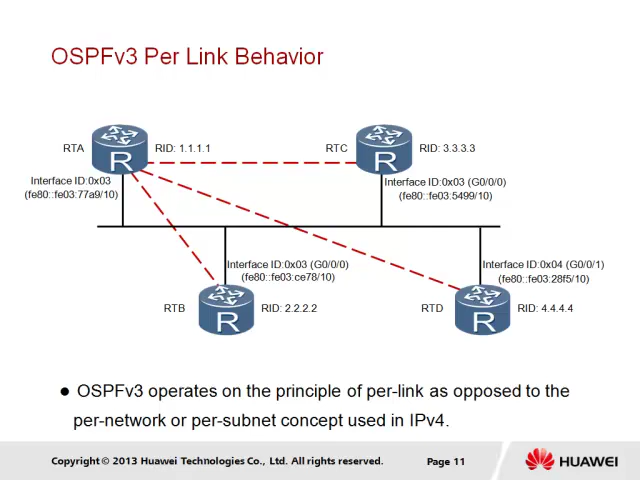 OSPFv3 Per Link Behavior
RTA
R
RID: 1.1.1.1
RTC
R
RID: 3.3.3.3
Interface ID:0x03
(fe80::fe03:77a9/10)
Interface ID:0x03 (G0/0/0)
(fe80::fe03:5499/10)
Interface ID:0x03 (G0/0/0)
(fe80::fe03:ce78/10)
Interface ID:0x04 (G0/0/1)
(fe80::fe03:28f5/10)
RTB
R
RID: 2.2.2.2
RTD
R
RID: 4.4.4.4
● OSPFv3 operates on the principle of per-link as opposed to the
per-network or per-subnet concept used in IPv4.
Copyright © 2013 Huawei Technologies Co., Ltd. All rights reserved.
Page 11
HUAWEI